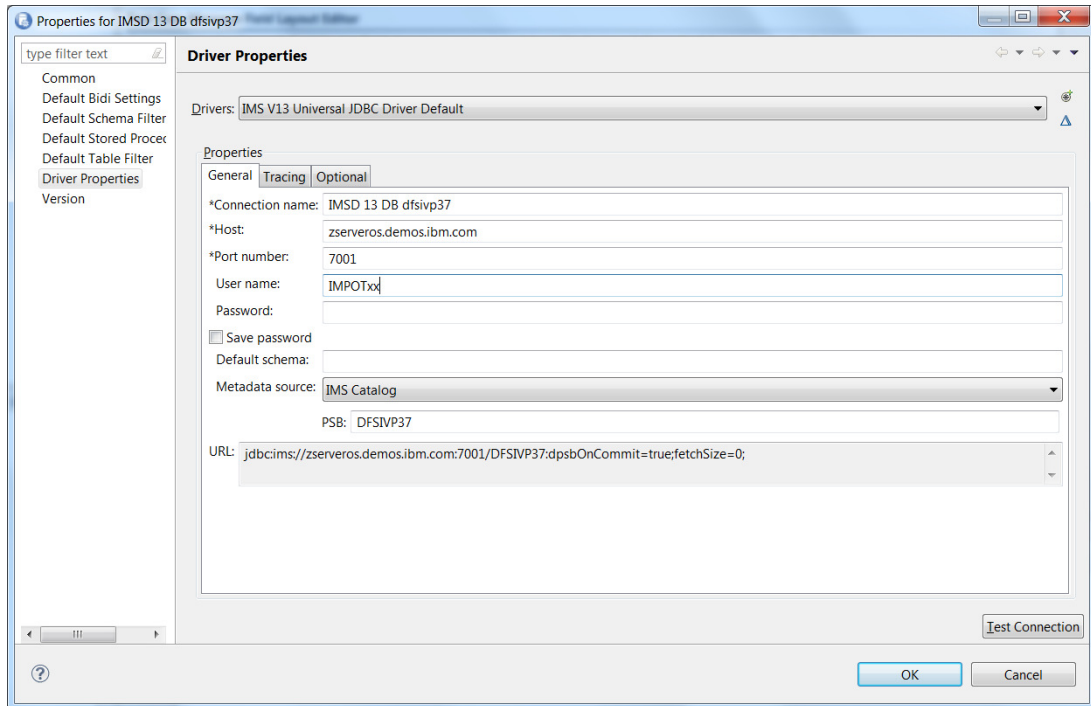 Properties for IMSD 13 DB dfsivp37 Field Layout Editor
type filter text
Common
Default Bidi Settings
Default Schema Filter
Default Stored Proced
Default Table Filter
Driver Properties
Version
Driver Properties
Drivers: IMS V13 Universal JDBC Driver Default
Properties
General Tracing Optional
*Connection name: IMSD 13 DB dfsivp37
*Host: zserveros.demos.ibm.com
*Port number: 7001
User name: IMPOTxx
Password:
Save password
Default schema:
Metadata source: IMS Catalog
PSB: DFSIVP37
URL: jdbc:ims://zserveros.demos.ibm.com:7001/DFSIVP37:dpsbOnCommit=true;fetchSize=0;
Test Connection
OK Cancel